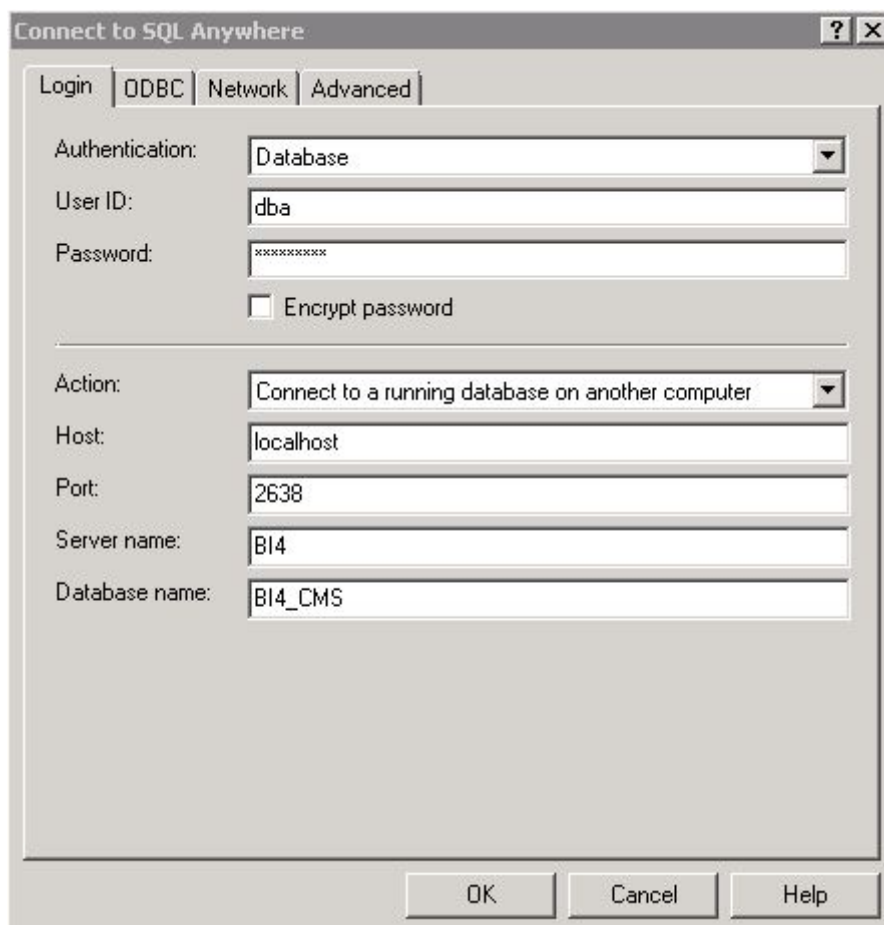 Connect to SQL Anywhere
Login ODBC Network Advanced
Authentication: Database
User ID: dba
Password: *********
Encrypt password
Action: Connect to a running database on another computer
Host: localhost
Port: 2638
Server name: BI4
Database name: BI4_CMS
OK Cancel Help